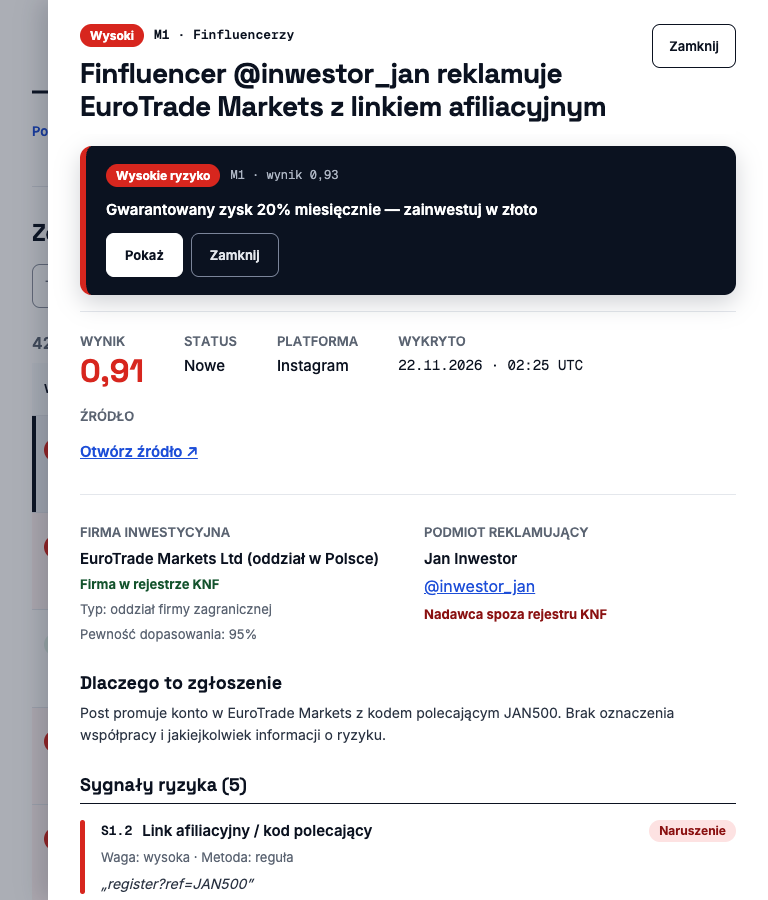 Wysoki M1 · Finfluencerzy
Zamknij
Finfluencer @inwestor_jan reklamuje
EuroTrade Markets z linkiem afiliacyjnym
Wysokie ryzyko M1 · wynik 0,93
Gwarantowany zysk 20% miesięcznie — zainwestuj w złoto
Pokaż Zamknij
WYNIK STATUS PLATFORMA WYKRYTO
0,91 Nowe Instagram 22.11.2026 · 02:25 UTC
ŹRÓDŁO
Otwórz źródło ↗
FIRMA INWESTYCYJNA
EuroTrade Markets Ltd (oddział w Polsce)
Firma w rejestrze KNF
Typ: oddział firmy zagranicznej
Pewność dopasowania: 95%
PODMIOT REKLAMUJĄCY
Jan Inwestor
@inwestor_jan
Nadawca spoza rejestru KNF
Dlaczego to zgłoszenie
Post promuje konto w EuroTrade Markets z kodem polecającym JAN500. Brak oznaczenia
współpracy i jakiejkolwiek informacji o ryzyku.
Sygnały ryzyka (5)
S1.2 Link afiliacyjny / kod polecający Naruszenie
Waga: wysoka · Metoda: reguła
„register?ref=JAN500”